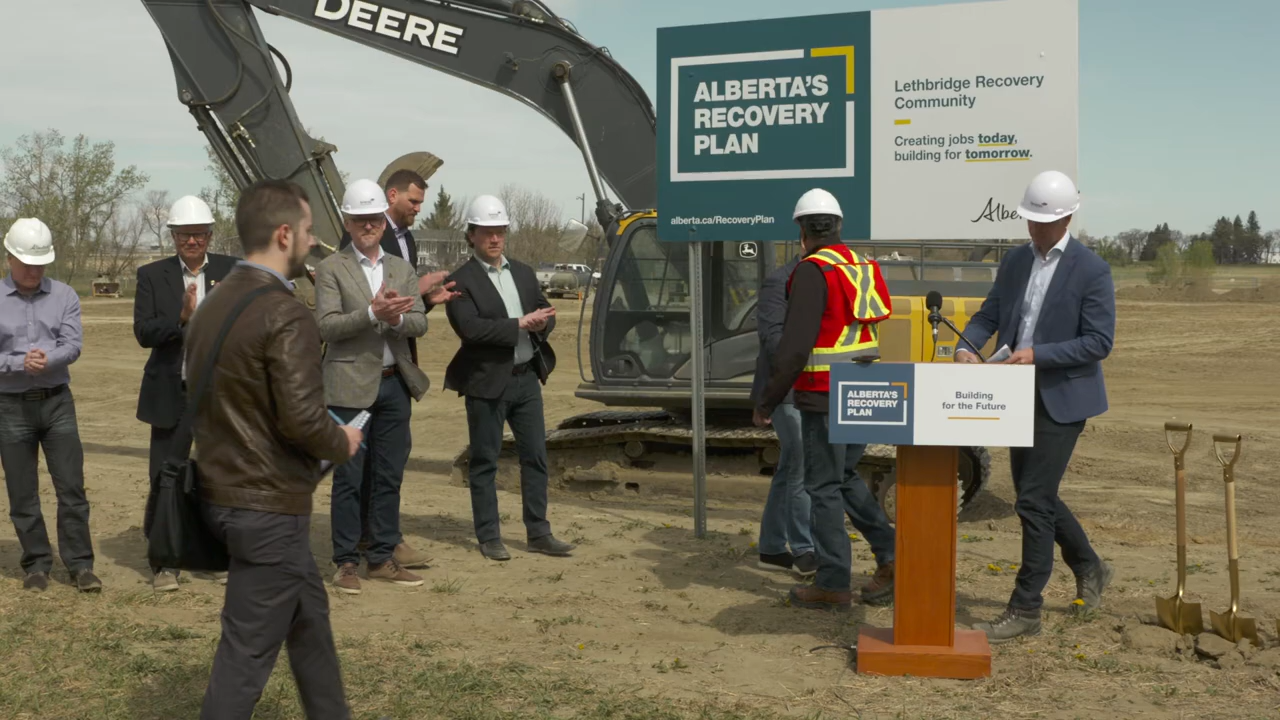 DEERE
ALBERTA'S
RECOVERY
PLAN
alberta.ca/RecoveryPlan
Lethbridge Recovery
Community
Creating jobs today,
building for tomorrow.
ALBERTA'S
RECOVERY
PLAN
Building
for the Future